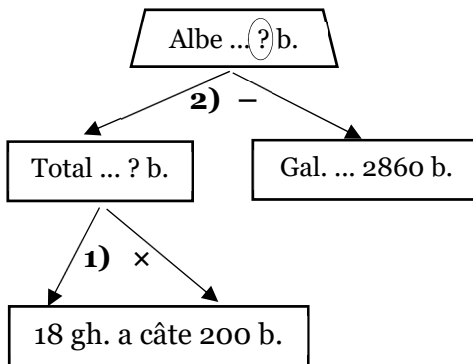 Albe ... ? b.
2) –
Total ... ? b.
Gal. ... 2860 b.
1) ×
18 gh. a câte 200 b.